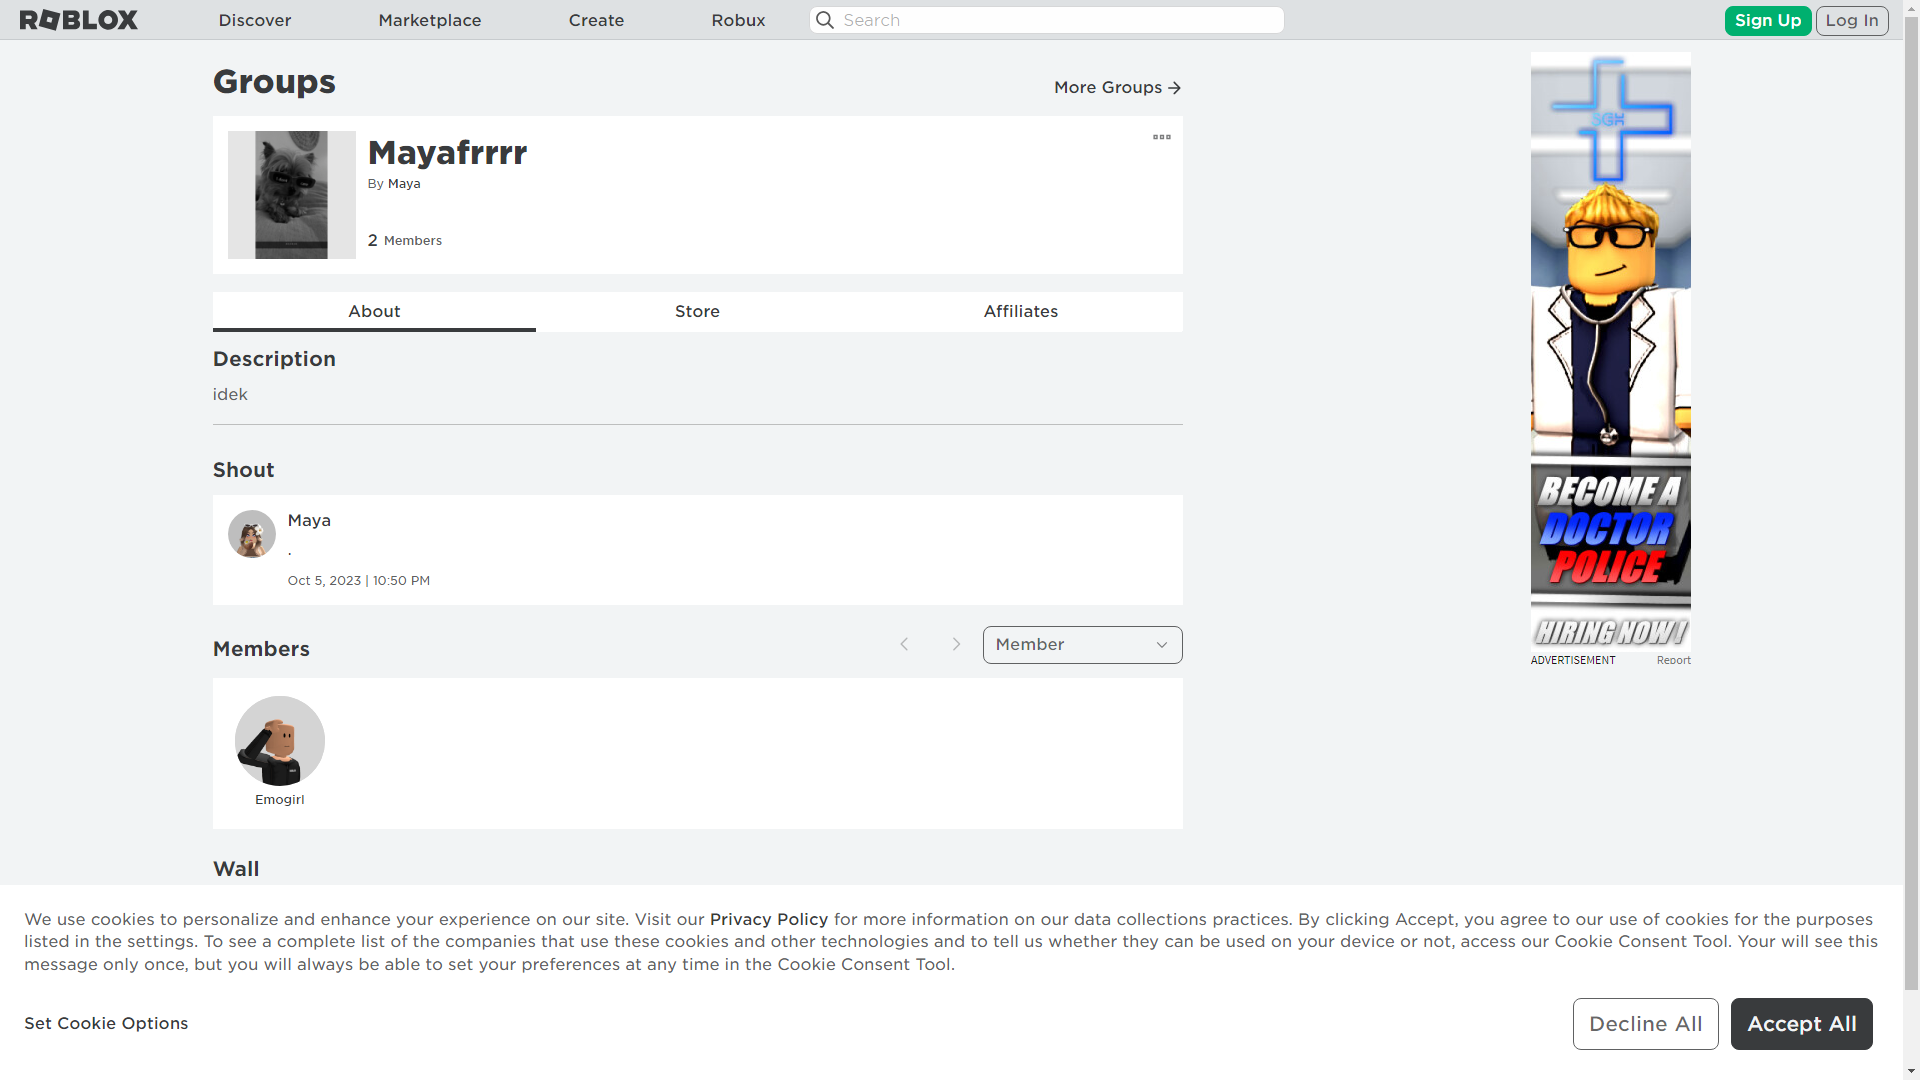 ROBLOX
Discover
Marketplace
Create
Robux
Search
Sign Up
Log In
Groups
More Groups
Mayafrrrr
By Maya
2 Members
About
Store
Affiliates
Description
idek
Shout
Maya
.
Oct 5, 2023 | 10:50 PM
Members
Member
Emogirl
Wall
SGH
BECOME A
DOCTOR
POLICE
HIRING NOW!
ADVERTISEMENT
Report
We use cookies to personalize and enhance your experience on our site. Visit our Privacy Policy for more information on our data collections practices. By clicking Accept, you agree to our use of cookies for the purposes
listed in the settings. To see a complete list of the companies that use these cookies and other technologies and to tell us whether they can be used on your device or not, access our Cookie Consent Tool. Your will see this
message only once, but you will always be able to set your preferences at any time in the Cookie Consent Tool.
Set Cookie Options
Decline All
Accept All